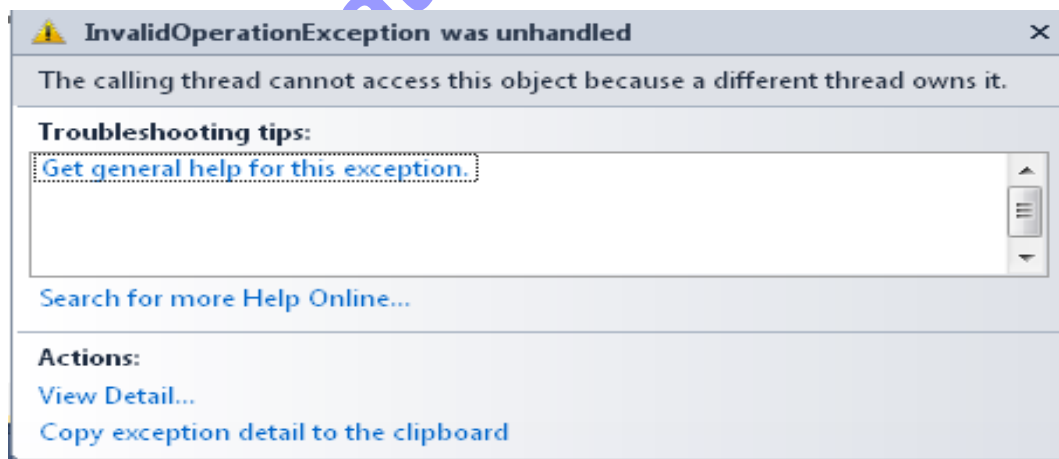 InvalidOperationException was unhandled
The calling thread cannot access this object because a different thread owns it.
Troubleshooting tips:
Get general help for this exception.
Search for more Help Online...
Actions:
View Detail...
Copy exception detail to the clipboard